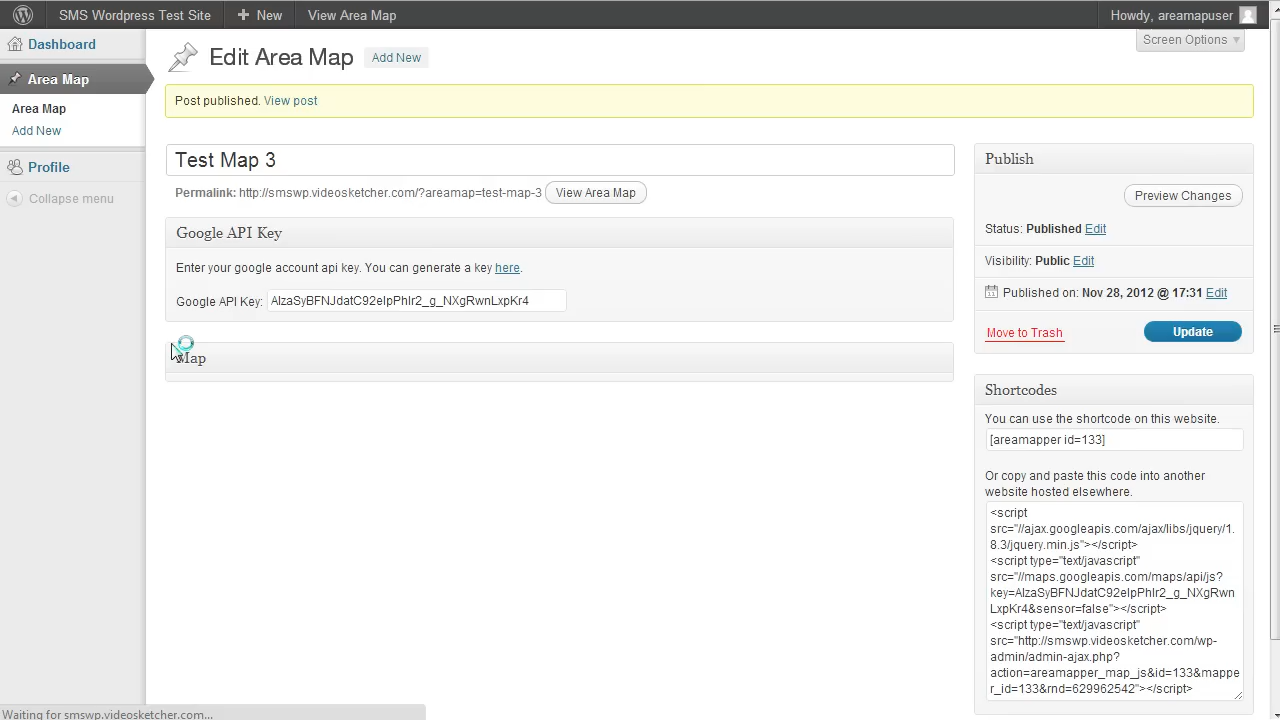 SMS Wordpress Test Site
New
View Area Map
Howdy, areamapuser
Dashboard
Area Map
Area Map
Add New
Profile
Collapse menu
Screen Options
Edit Area Map
Add New
Post published. View post
Test Map 3
Permalink: http://smswp.videosketcher.com/?areamap=test-map-3
View Area Map
Google API Key
Enter your google account api key. You can generate a key here.
Google API Key: AIzaSyBFNJdatC92eIpPhIr2_g_NXgRwnLxpKr4
Map
Publish
Preview Changes
Status: Published Edit
Visibility: Public Edit
Published on: Nov 28, 2012 @ 17:31 Edit
Move to Trash
Update
Shortcodes
You can use the shortcode on this website.
[areamapper id=133]
Or copy and paste this code into another
website hosted elsewhere.
<script
src="//ajax.googleapis.com/ajax/libs/jquery/1.
8.3/jquery.min.js"></script>
<script type="text/javascript"
src="//maps.googleapis.com/maps/api/js?
key=AIzaSyBFNJdatC92eIpPhIr2_g_NXgRwn
LxpKr4&sensor=false"></script>
<script type="text/javascript"
src="http://smswp.videosketcher.com/wp-
admin/admin-ajax.php?
action=areamapper_map_js&id=133&mappe
r_id=133&rnd=629962542"></script>
Waiting for smswp.videosketcher.com...